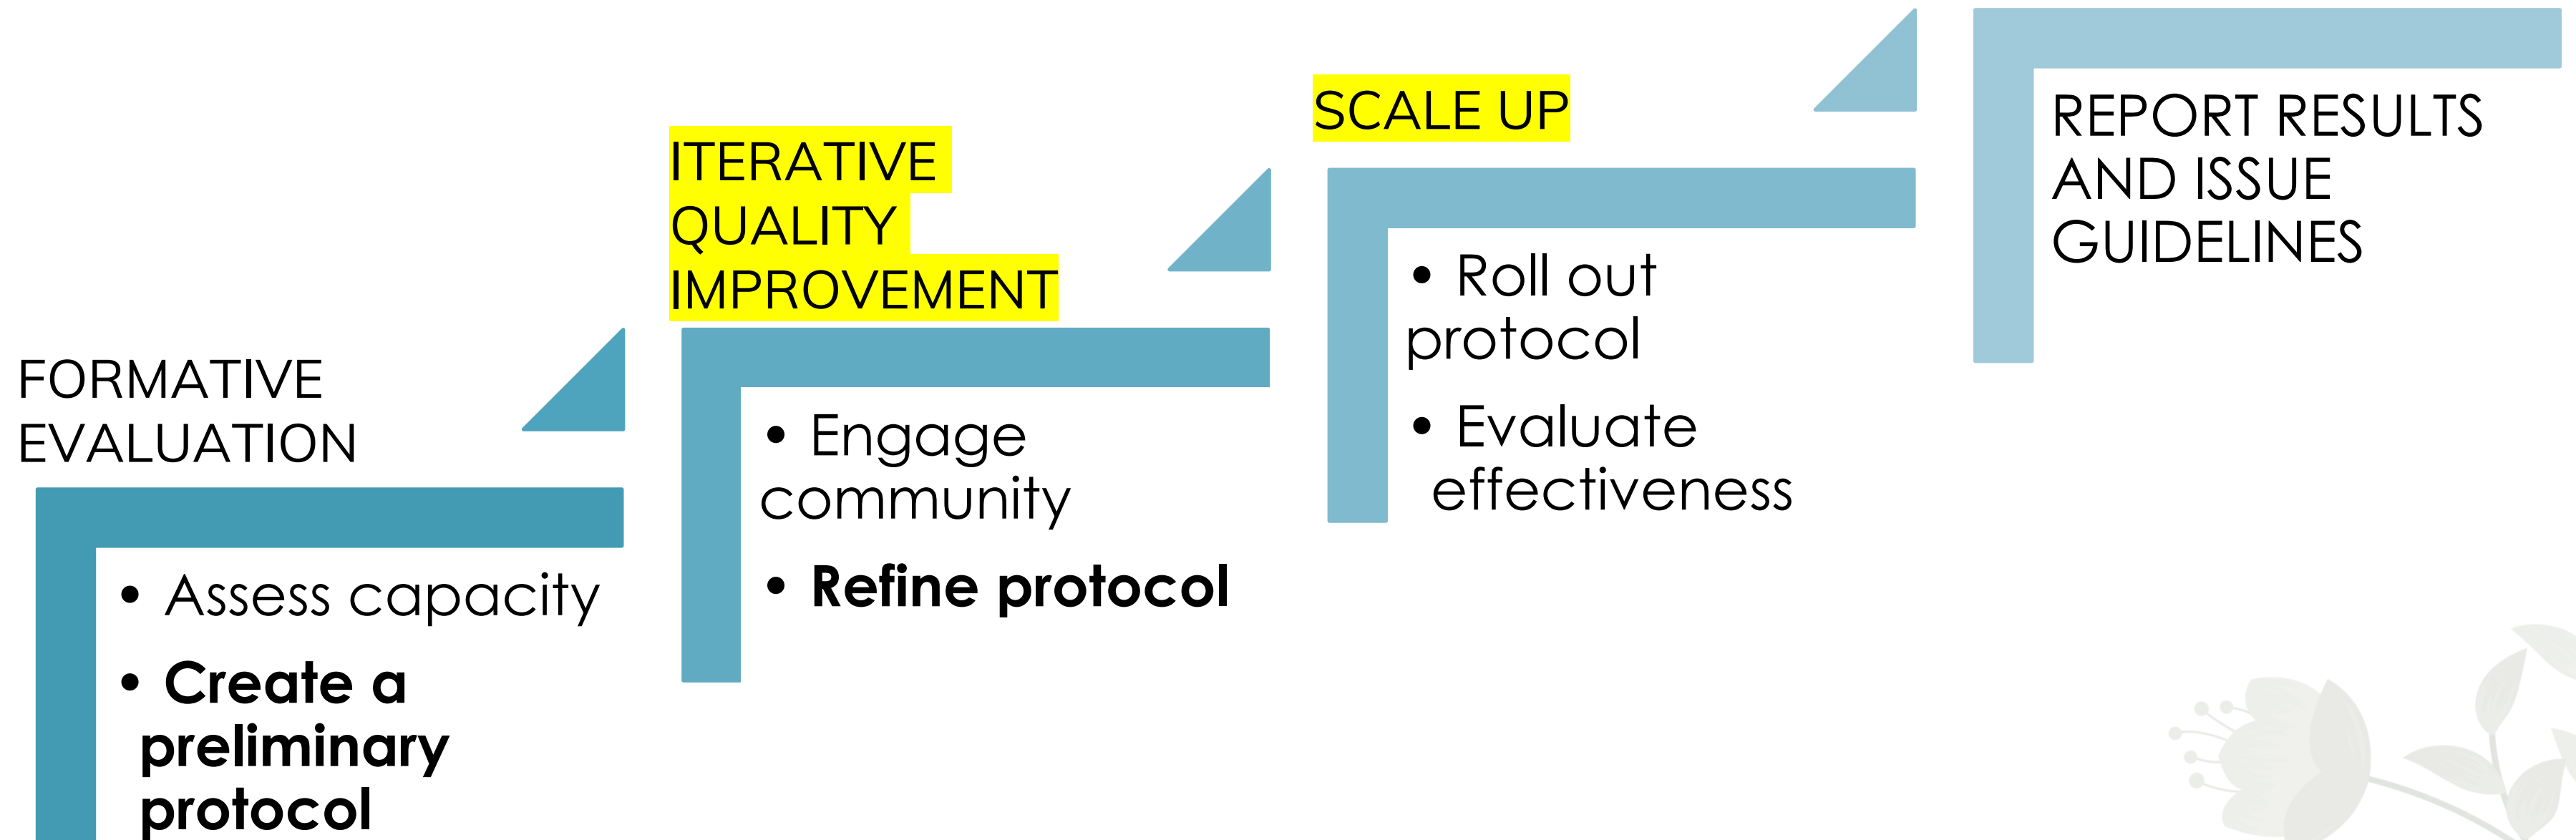 FORMATIVE
EVALUATION
• Assess capacity
• Create a
preliminary
protocol
ITERATIVE
QUALITY
IMPROVEMENT
• Engage
community
• Refine protocol
SCALE UP
• Roll out
protocol
• Evaluate
effectiveness
REPORT RESULTS
AND ISSUE
GUIDELINES